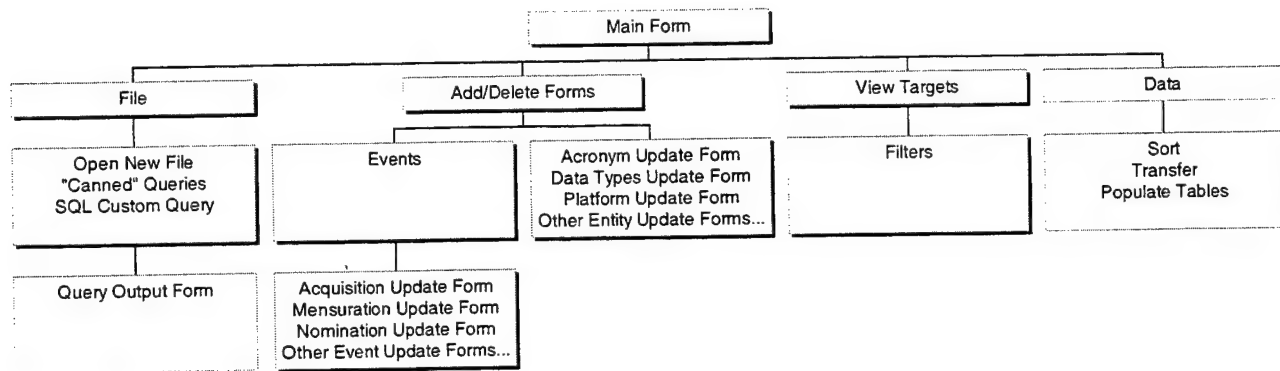 Main Form
File
Add/Delete Forms
View Targets
Data
Open New File
"Canned" Queries
SQL Custom Query
Events
Acronym Update Form
Data Types Update Form
Platform Update Form
Other Entity Update Forms...
Filters
Sort
Transfer
Populate Tables
Query Output Form
Acquisition Update Form
Mensuration Update Form
Nomination Update Form
Other Event Update Forms...